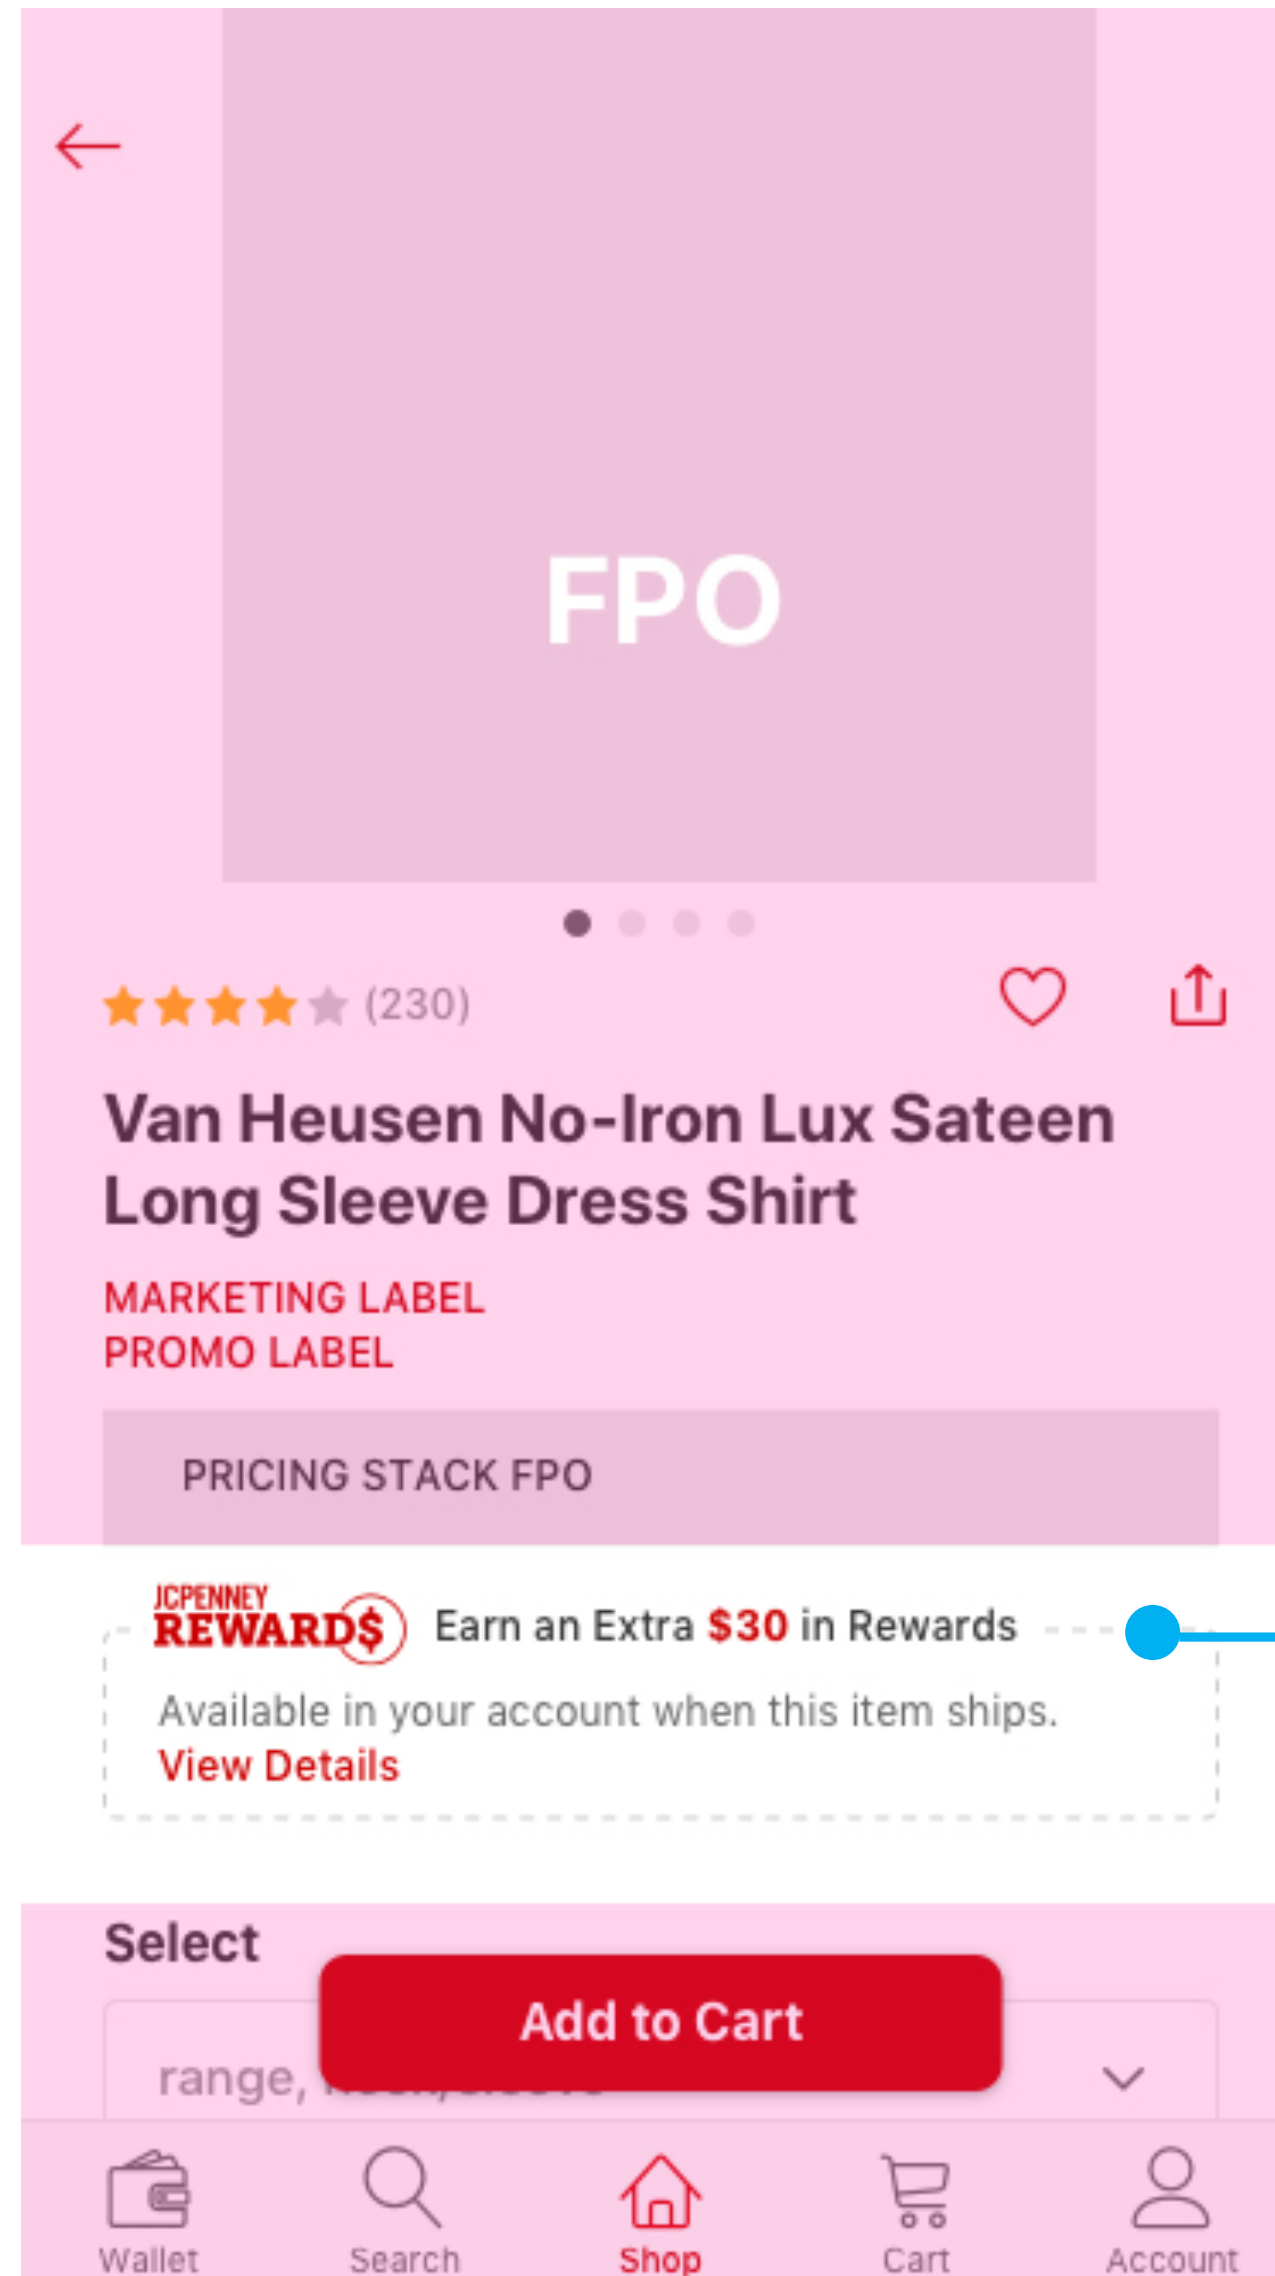 FPO
(230)
Van Heusen No-Iron Lux Sateen
Long Sleeve Dress Shirt
MARKETING LABEL
PROMO LABEL
PRICING STACK FPO
JCPENNEY
REWARD$
Earn an Extra $30 in Rewards
Available in your account when this item ships.
View Details
Select
Add to Cart
range,
Wallet
Search
Shop
Cart
Account